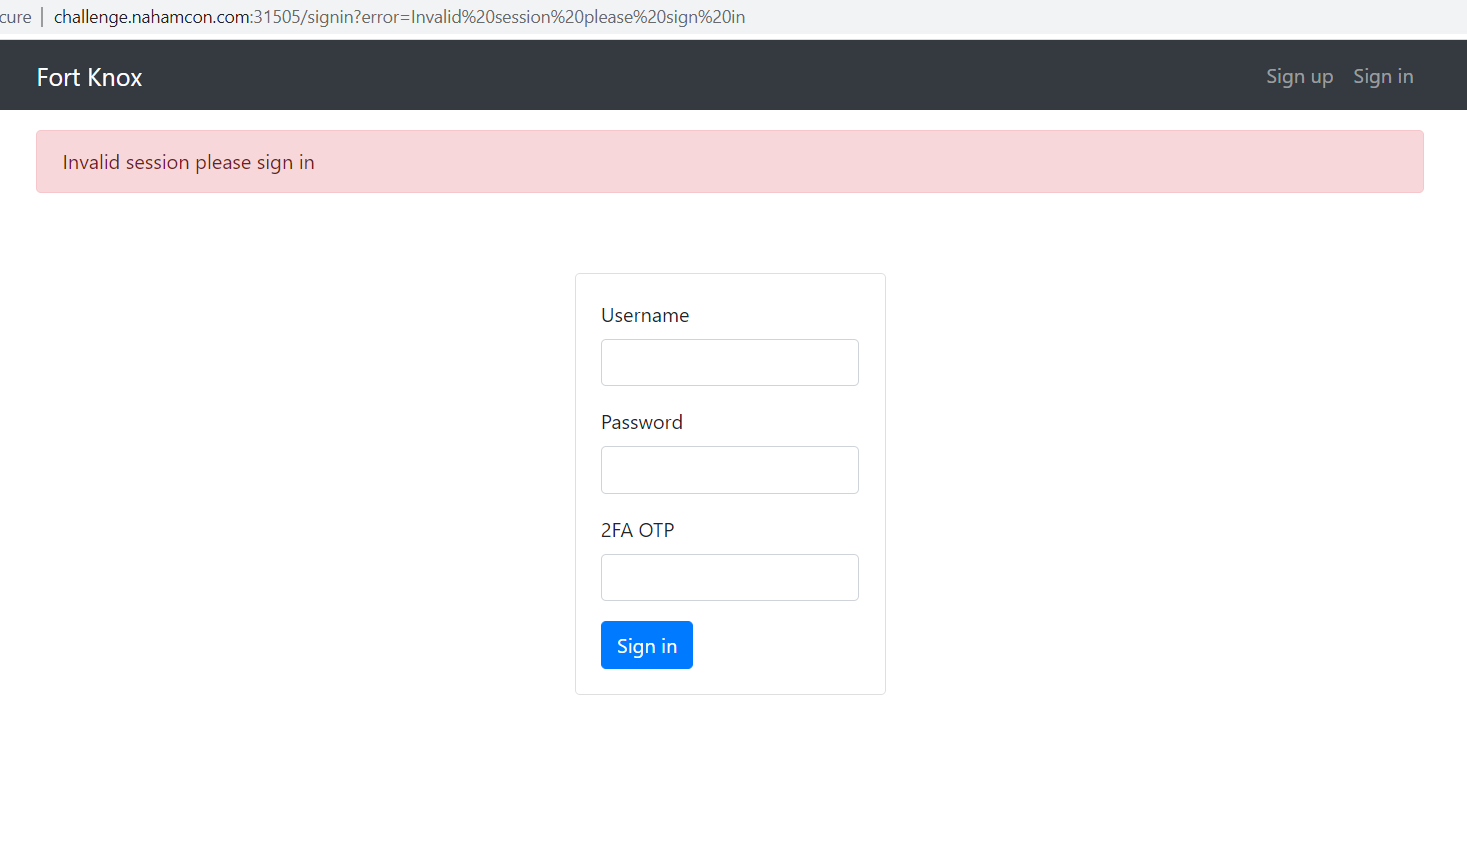 cure | challenge.nahamcon.com:31505/signin?error=Invalid%20session%20please%20sign%20in
Fort Knox Sign up Sign in
Invalid session please sign in
Username
Password
2FA OTP
Sign in